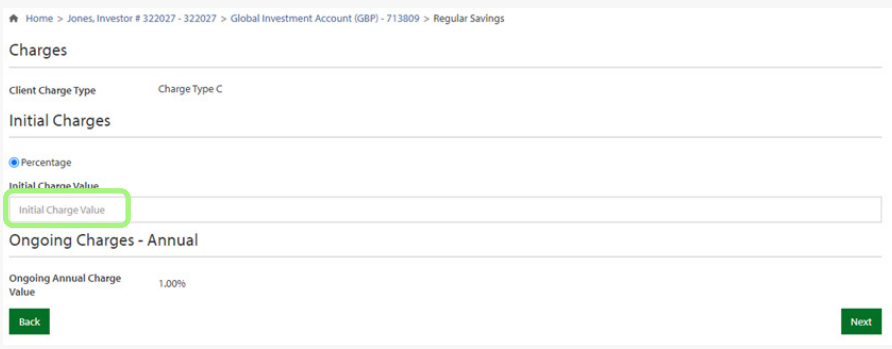 Home > Jones, Investor # 322027 - 322027 > Global Investment Account (GBP) - 713809 > Regular Savings
Charges
Client Charge Type Charge Type C
Initial Charges
Percentage
Initial Charge Value
Initial Charge Value
Ongoing Charges - Annual
Ongoing Annual Charge
Value
1.00%
Back Next